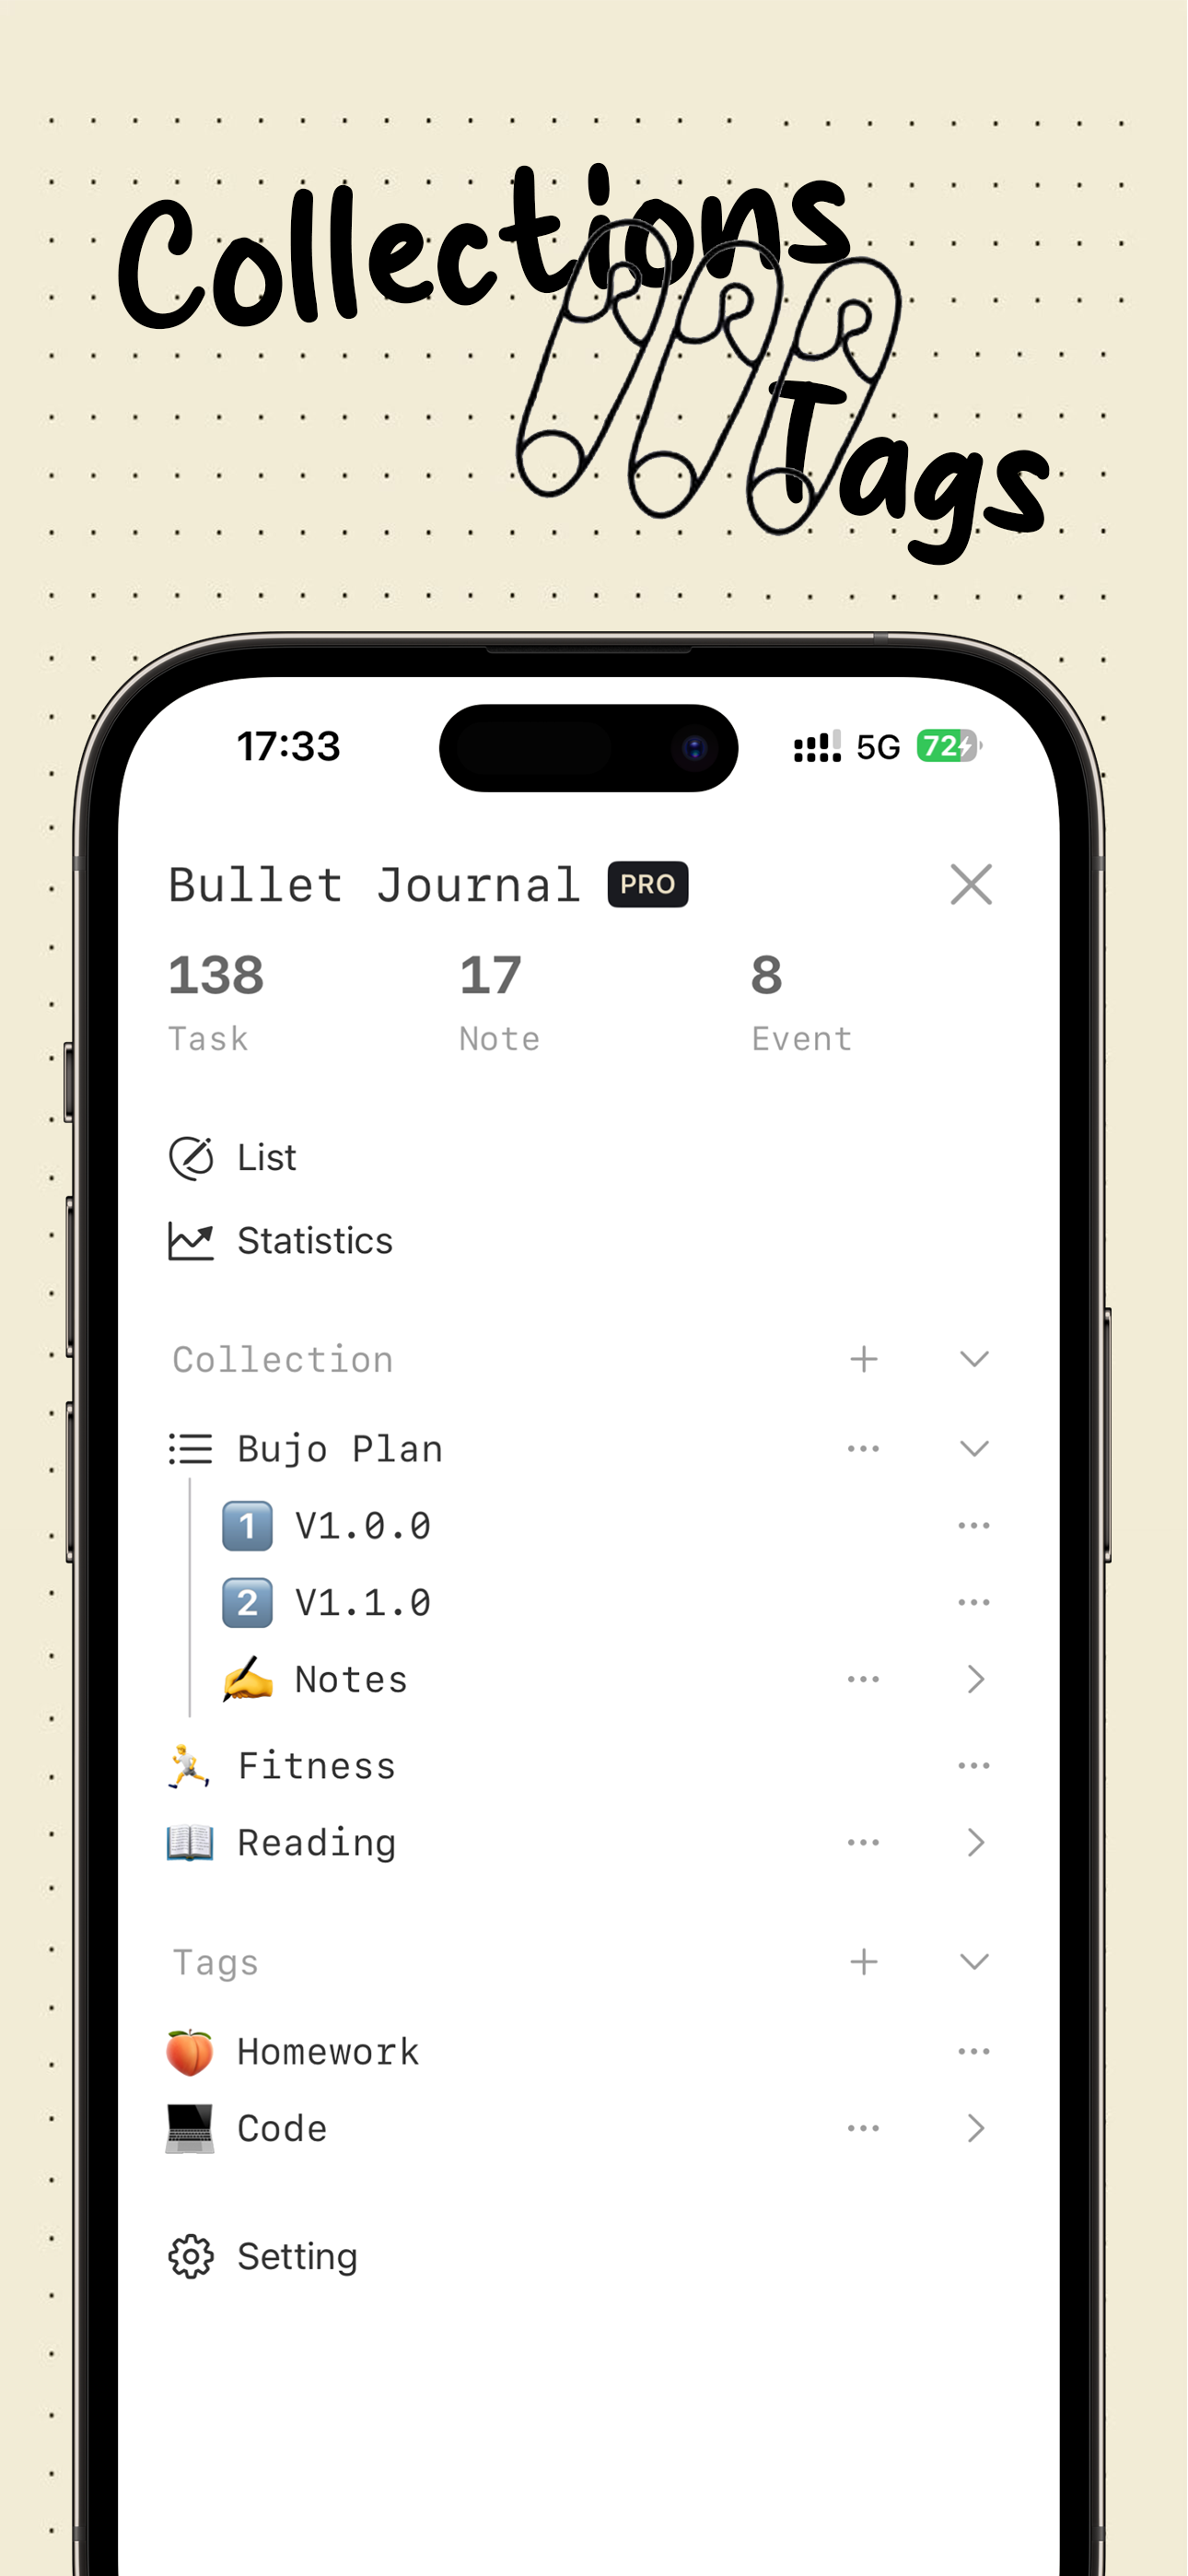 Collections
Tags
17:33 5G 72
Bullet Journal PRO
138 17 8
Task Note Event
List
Statistics
Collection
Bujo Plan
1 V1.0.0
2 V1.1.0
Notes
Fitness
Reading
Tags
Homework
Code
Setting